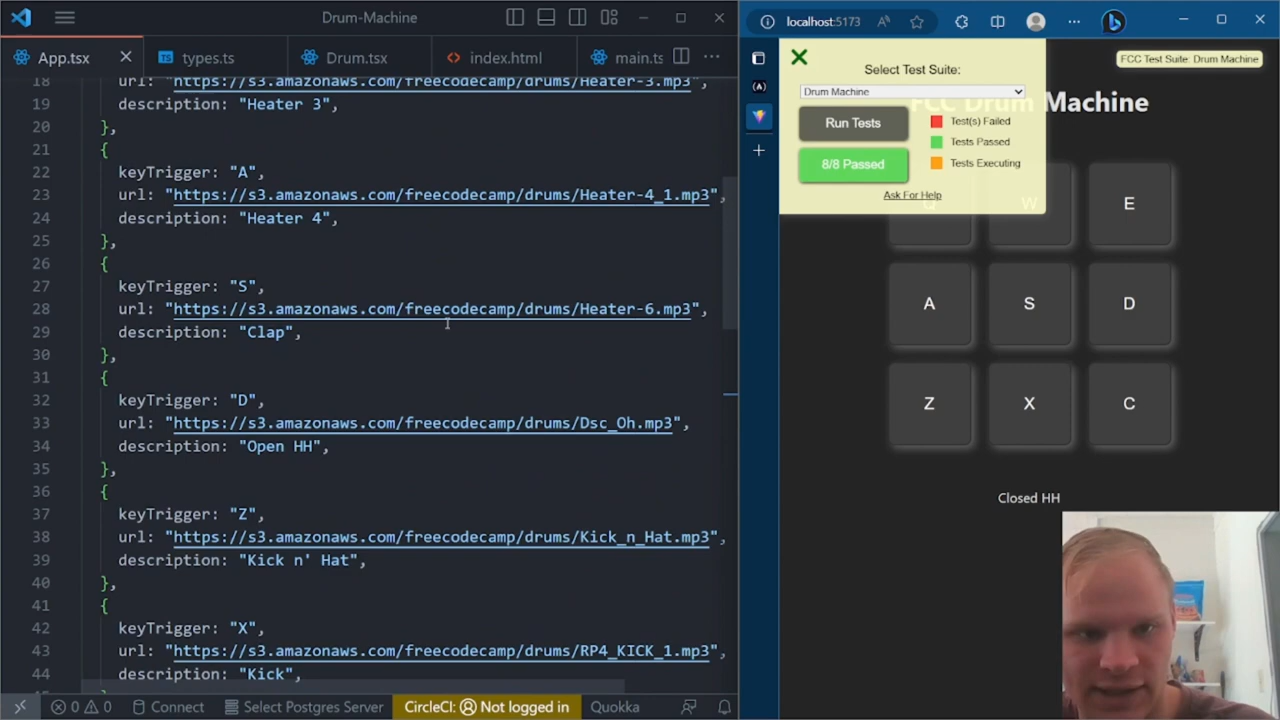 Drum-Machine
App.tsx
types.ts
Drum.tsx
index.html
main.ts
18
url: "https://s3.amazonaws.com/freecodecamp/drums/Heater-3.mp3",
19
description: "Heater 3",
20
},
21
{
22
keyTrigger: "A",
23
url: "https://s3.amazonaws.com/freecodecamp/drums/Heater-4_1.mp3",
24
description: "Heater 4",
25
},
26
{
27
keyTrigger: "S",
28
url: "https://s3.amazonaws.com/freecodecamp/drums/Heater-6.mp3",
29
description: "Clap",
30
},
31
{
32
keyTrigger: "D",
33
url: "https://s3.amazonaws.com/freecodecamp/drums/Dsc_Oh.mp3",
34
description: "Open HH",
35
},
36
{
37
keyTrigger: "Z",
38
url: "https://s3.amazonaws.com/freecodecamp/drums/Kick_n_Hat.mp3",
39
description: "Kick n' Hat",
40
},
41
{
42
keyTrigger: "X",
43
url: "https://s3.amazonaws.com/freecodecamp/drums/RP4_KICK_1.mp3",
44
description: "Kick",
0
0
Connect
Select Postgres Server
CircleCI: Not logged in
Quokka
localhost:5173
Select Test Suite:
Drum Machine
Run Tests
8/8 Passed
Test(s) Failed
Tests Passed
Tests Executing
Ask For Help
FCC Test Suite: Drum Machine
FCC Drum Machine
W
E
A
S
D
Z
X
C
Closed HH